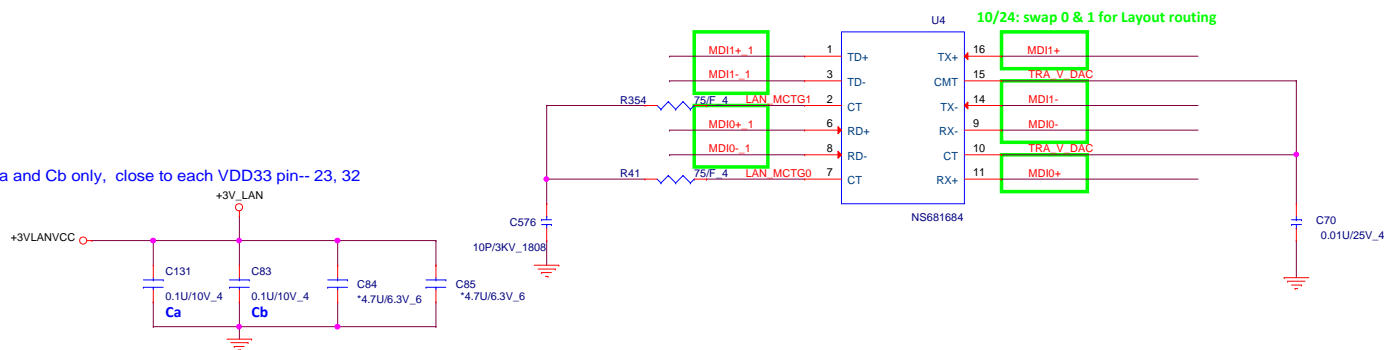 U4
10/24: swap 0 & 1 for Layout routing
MDI1+_1 1 TD+ TX+ 16 MDI1+
MDI1-_1 3 TD- CMT 15 TRA_V_DAC
R354 75/F_4 LAN_MCTG1 2 CT TX- 14 MDI1-
MDI0+_1 6 RD+ RX- 9 MDI0-
MDI0-_1 8 RD- CT 10 TRA_V_DAC
R41 75/F_4 LAN_MCTG0 7 CT RX+ 11 MDI0+
NS681684
C576
10P/3KV_1808
C70
0.01U/25V_4
a and Cb only, close to each VDD33 pin-- 23, 32
+3V_LAN
+3VLANVCC
C131
0.1U/10V_4
Ca
C83
0.1U/10V_4
Cb
C84
*4.7U/6.3V_6
C85
*4.7U/6.3V_6